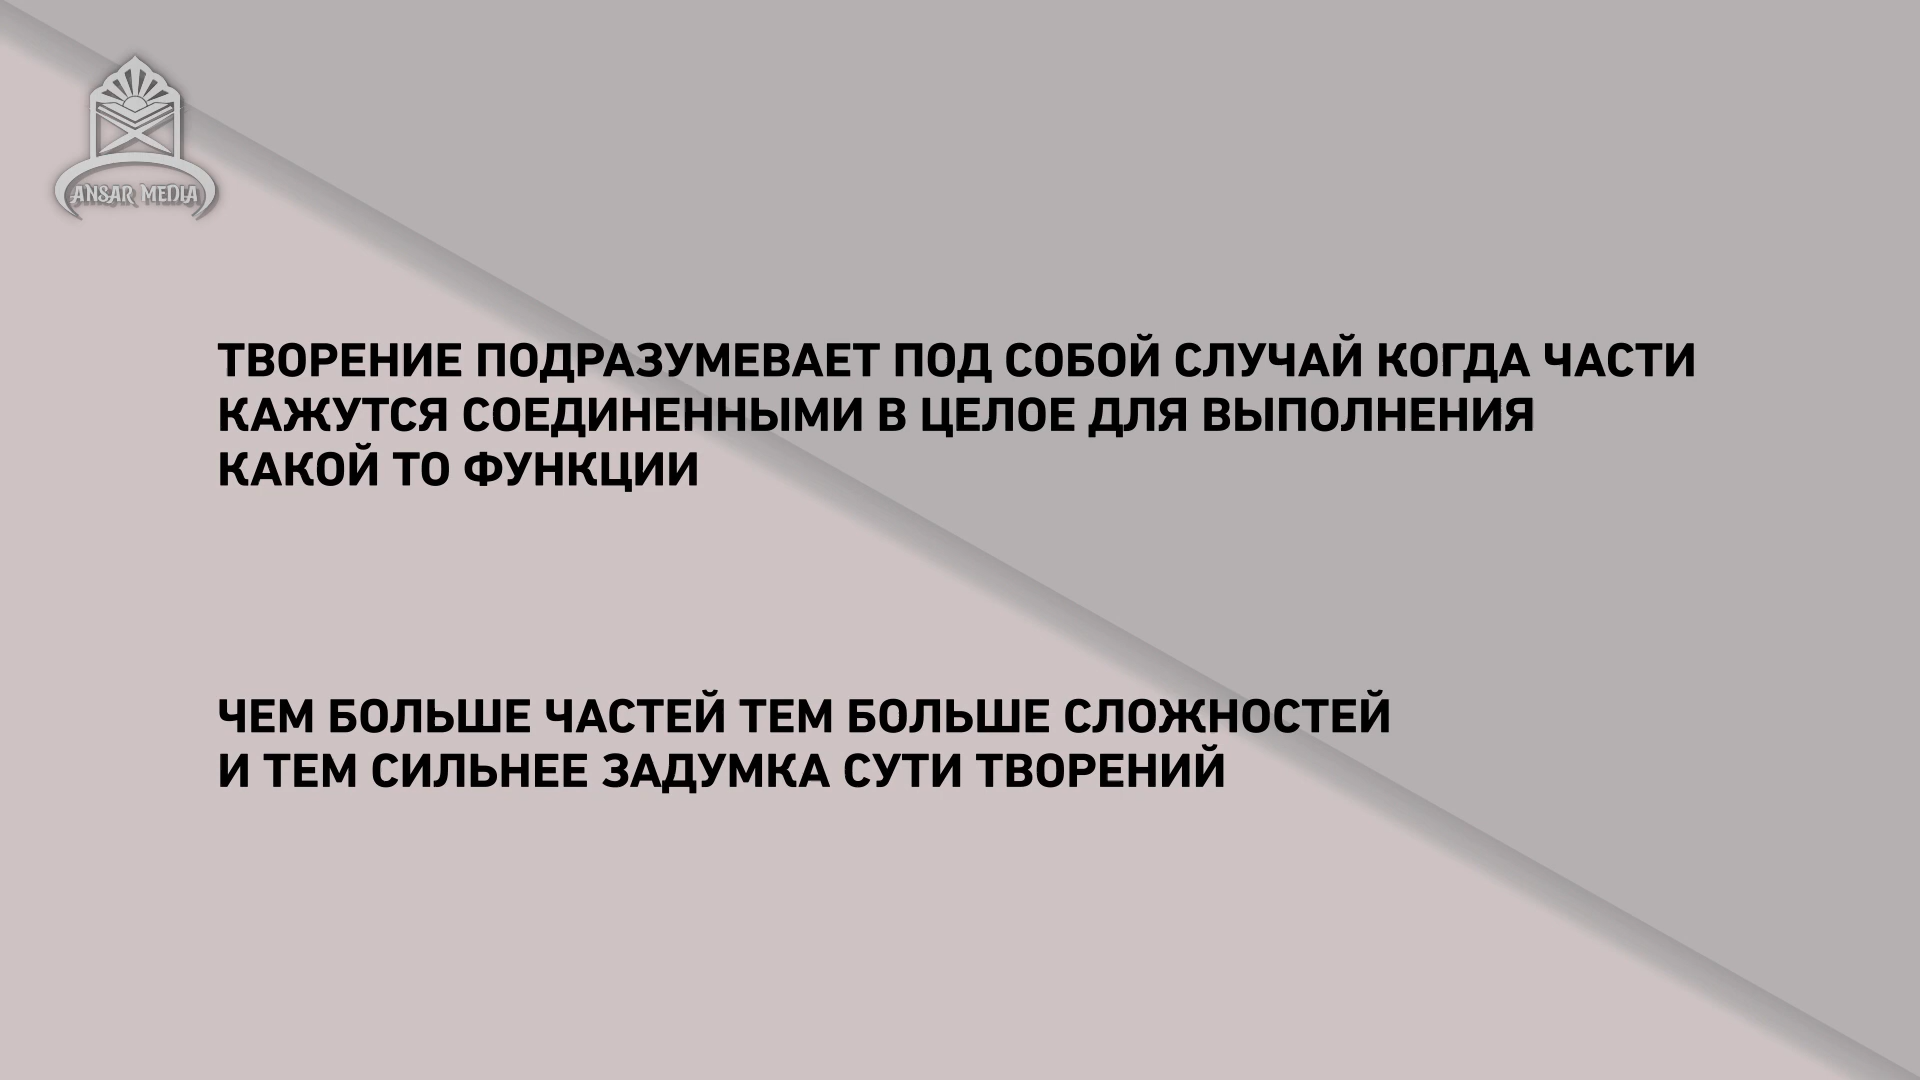 ANSAR MEDIA
ТВОРЕНИЕ ПОДРАЗУМЕВАЕТ ПОД СОБОЙ СЛУЧАЙ КОГДА ЧАСТИ
КАЖУТСЯ СОЕДИНЕННЫМИ В ЦЕЛОЕ ДЛЯ ВЫПОЛНЕНИЯ
КАКОЙ ТО ФУНКЦИИ
ЧЕМ БОЛЬШЕ ЧАСТЕЙ ТЕМ БОЛЬШЕ СЛОЖНОСТЕЙ
И ТЕМ СИЛЬНЕЕ ЗАДУМКА СУТИ ТВОРЕНИЙ